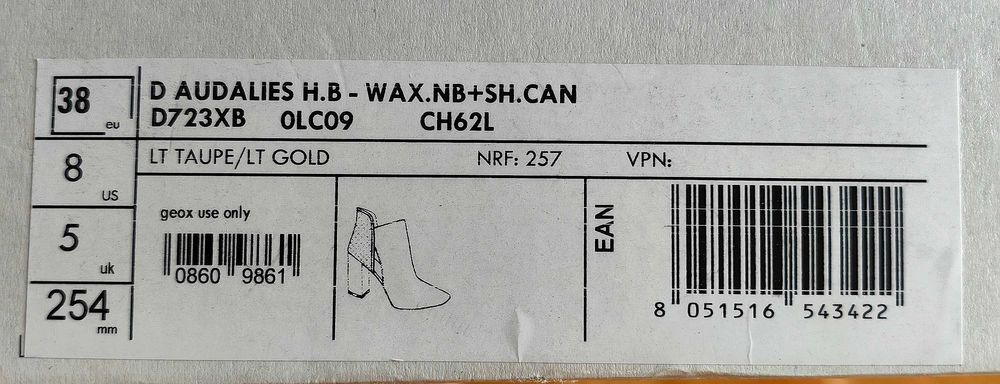 38 eu
D AUDALIES H.B - WAX.NB+SH.CAN
D723XB 0LC09 CH62L
8 US
LT TAUPE/LT GOLD NRF: 257 VPN:
5 uk
254 mm
geox use only
0860 9861
EAN
8 051516 543422